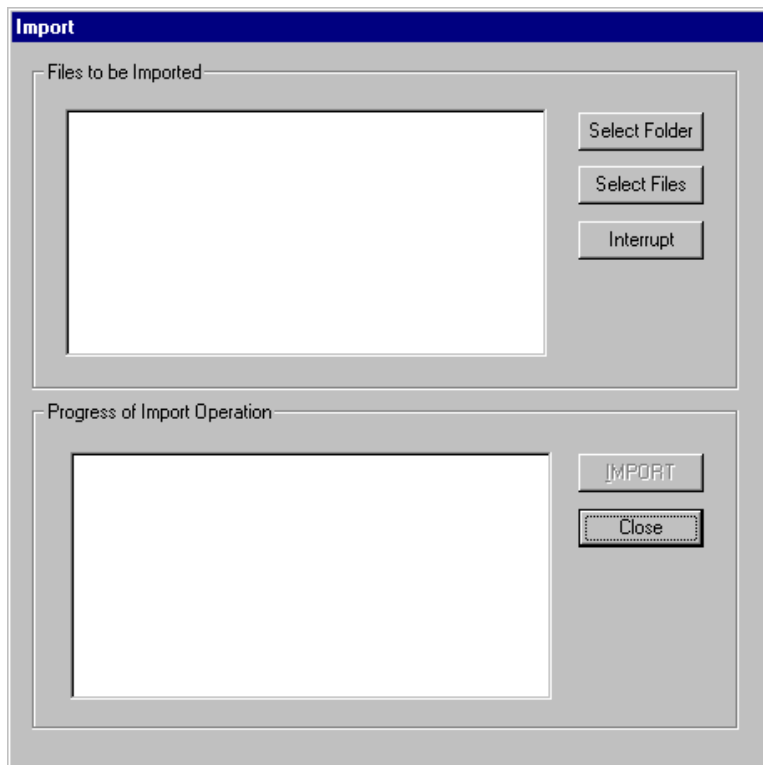 Import
Files to be Imported
Select Folder
Select Files
Interrupt
Progress of Import Operation
IMPORT
Close